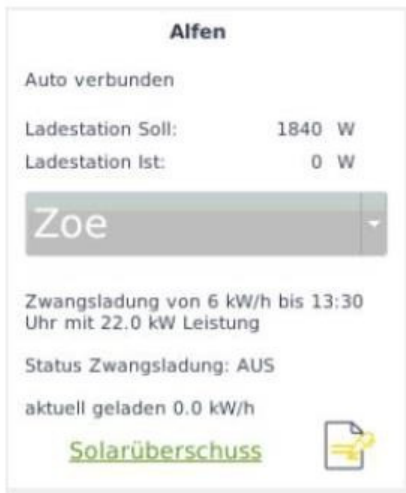 Alfen
Auto verbunden
Ladestation Soll: 1840 W
Ladestation Ist: 0 W
Zoe
Zwangsladung von 6 kW/h bis 13:30
Uhr mit 22.0 kW Leistung
Status Zwangsladung: AUS
aktuell geladen 0.0 kW/h
Solarüberschuss